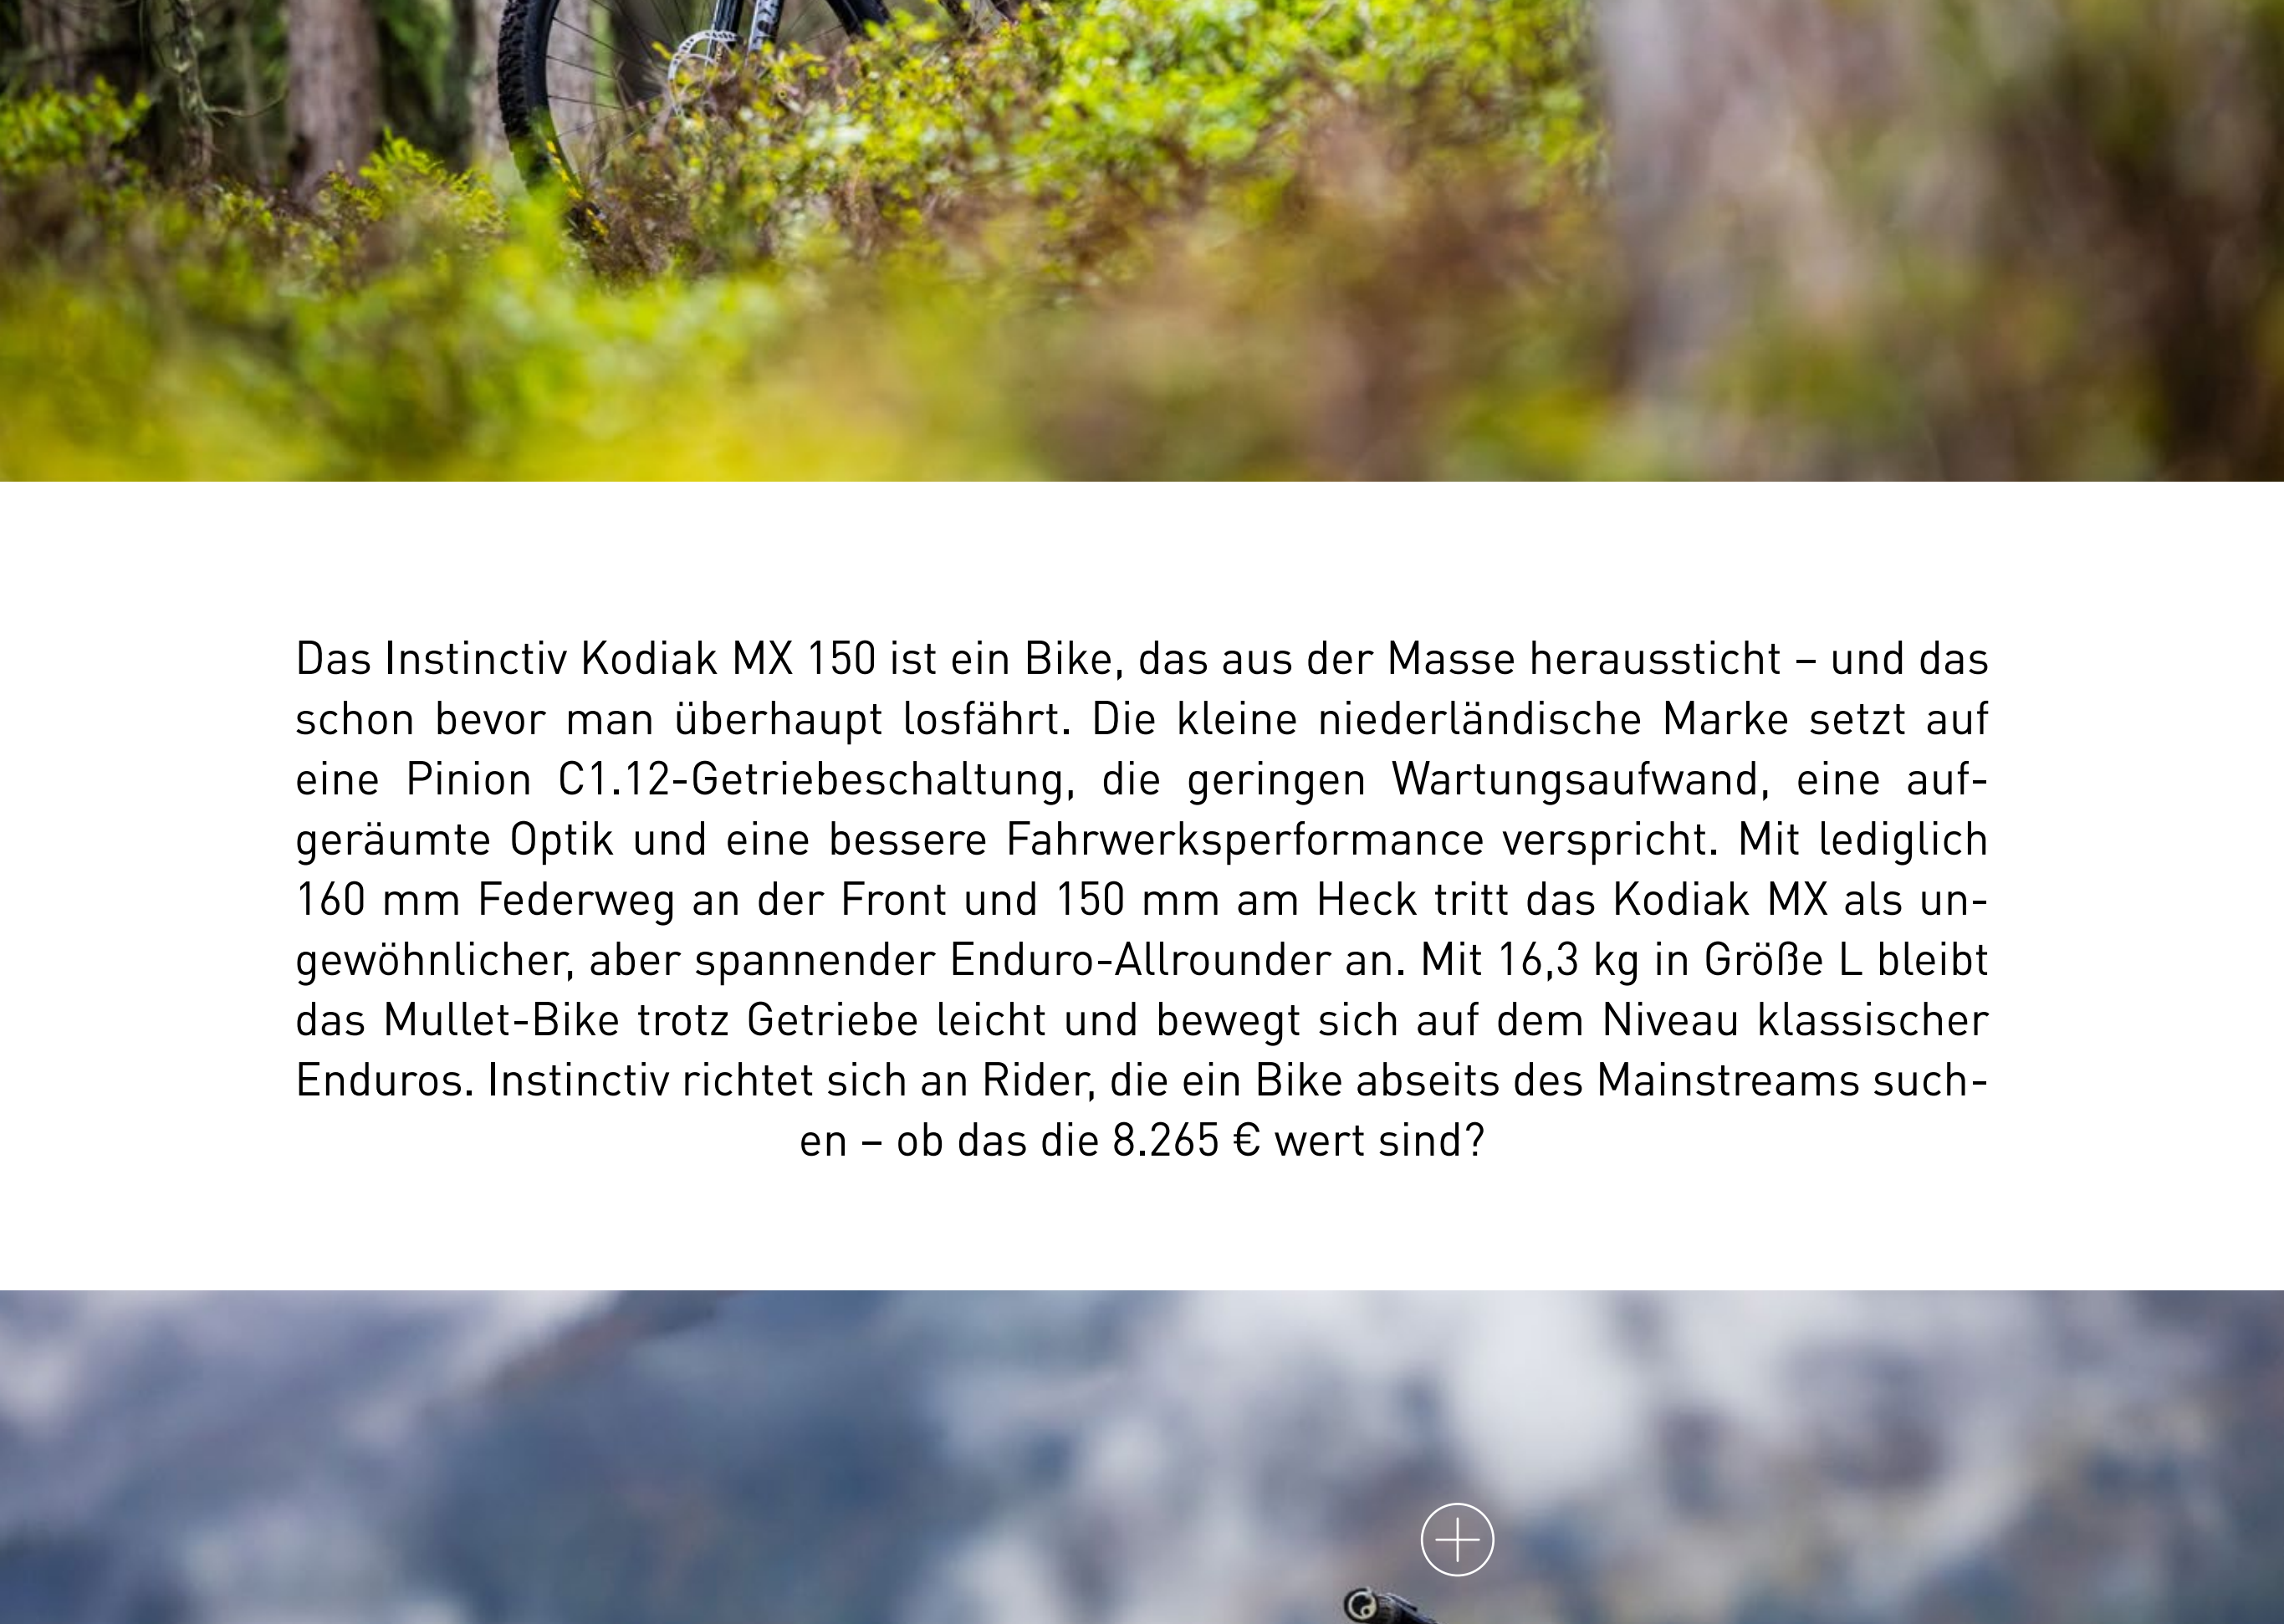 Das Instinctiv Kodiak MX 150 ist ein Bike, das aus der Masse heraussticht – und das
schon bevor man überhaupt losfährt. Die kleine niederländische Marke setzt auf
eine Pinion C1.12-Getriebeschaltung, die geringen Wartungsaufwand, eine auf-
geräumte Optik und eine bessere Fahrwerksperformance verspricht. Mit lediglich
160 mm Federweg an der Front und 150 mm am Heck tritt das Kodiak MX als un-
gewöhnlicher, aber spannender Enduro-Allrounder an. Mit 16,3 kg in Größe L bleibt
das Mullet-Bike trotz Getriebe leicht und bewegt sich auf dem Niveau klassischer
Enduros. Instinctiv richtet sich an Rider, die ein Bike abseits des Mainstreams such-
en – ob das die 8.265 € wert sind?